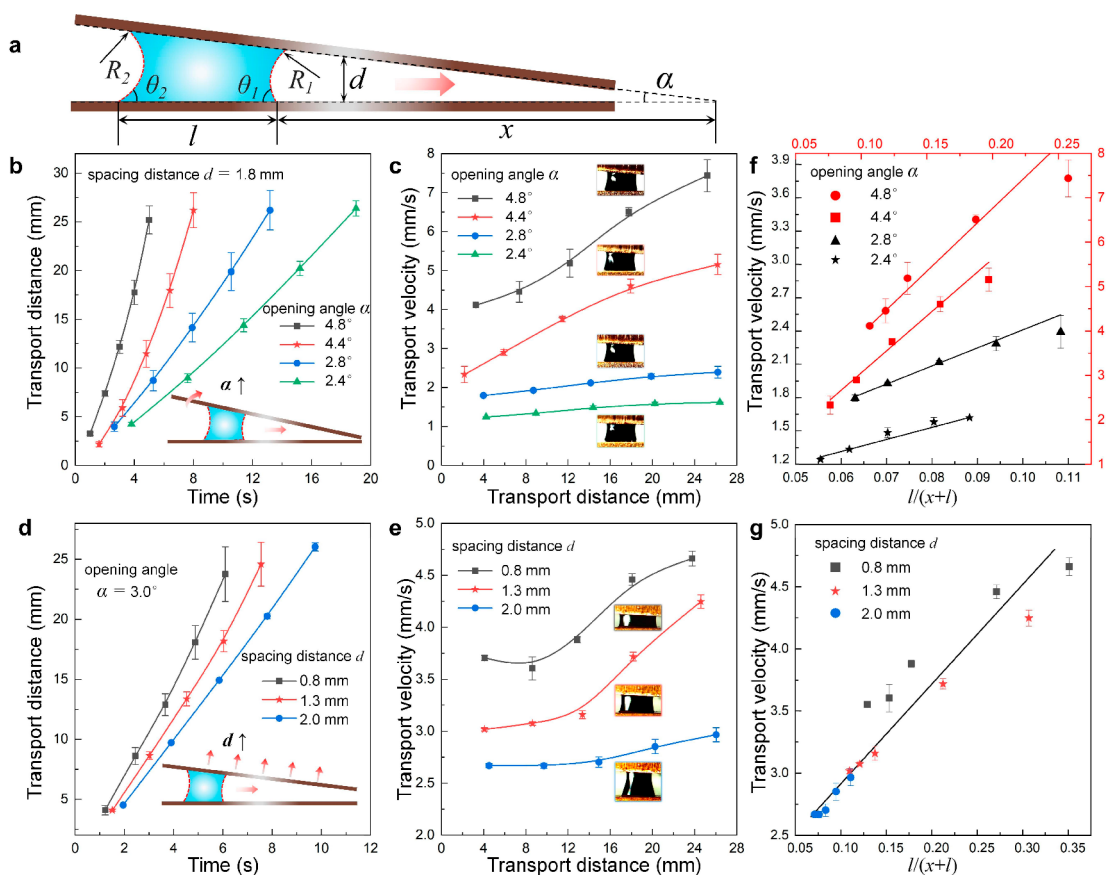 a
R2
θ2
θ1
R1
d
α
l
x
b
spacing distance d = 1.8 mm
Transport distance (mm)
30
25
20
15
10
5
0
opening angle α
4.8°
4.4°
2.8°
2.4°
α ↑
0 4 8 12 16 20
Time (s)
c
Transport velocity (mm/s)
8
7
6
5
4
3
2
1
0
opening angle α
4.8°
4.4°
2.8°
2.4°
0 4 8 12 16 20 24 28
Transport distance (mm)
f
0.05 0.10 0.15 0.20 0.25
3.9
3.6
3.3
3.0
2.7
2.4
2.1
1.8
1.5
1.2
opening angle α
4.8°
4.4°
2.8°
2.4°
8
7
6
5
4
3
2
1
0.05 0.06 0.07 0.08 0.09 0.10 0.11
l/(x+l)
d
opening angle
α = 3.0°
Transport distance (mm)
25
20
15
10
5
spacing distance d
0.8 mm
1.3 mm
2.0 mm
d ↑
0 2 4 6 8 10 12
Time (s)
e
Transport velocity (mm/s)
5.0
4.5
4.0
3.5
3.0
2.5
2.0
spacing distance d
0.8 mm
1.3 mm
2.0 mm
0 4 8 12 16 20 24 28
Transport distance (mm)
g
Transport velocity (mm/s)
5.0
4.5
4.0
3.5
3.0
2.5
spacing distance d
0.8 mm
1.3 mm
2.0 mm
0.05 0.10 0.15 0.20 0.25 0.30 0.35
l/(x+l)